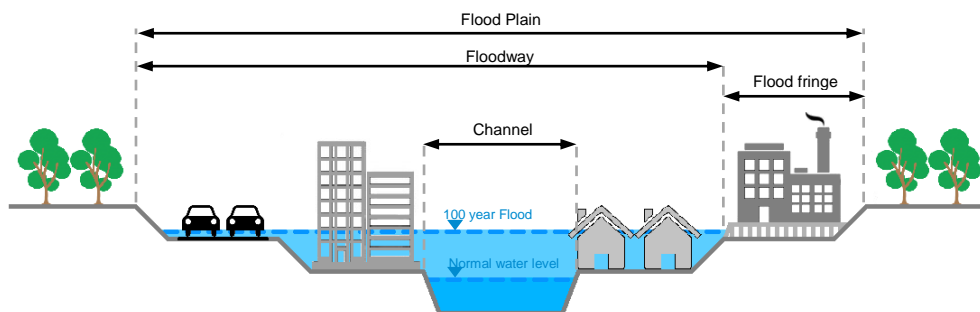 Flood Plain
Floodway
Flood fringe
Channel
100 year Flood
Normal water level